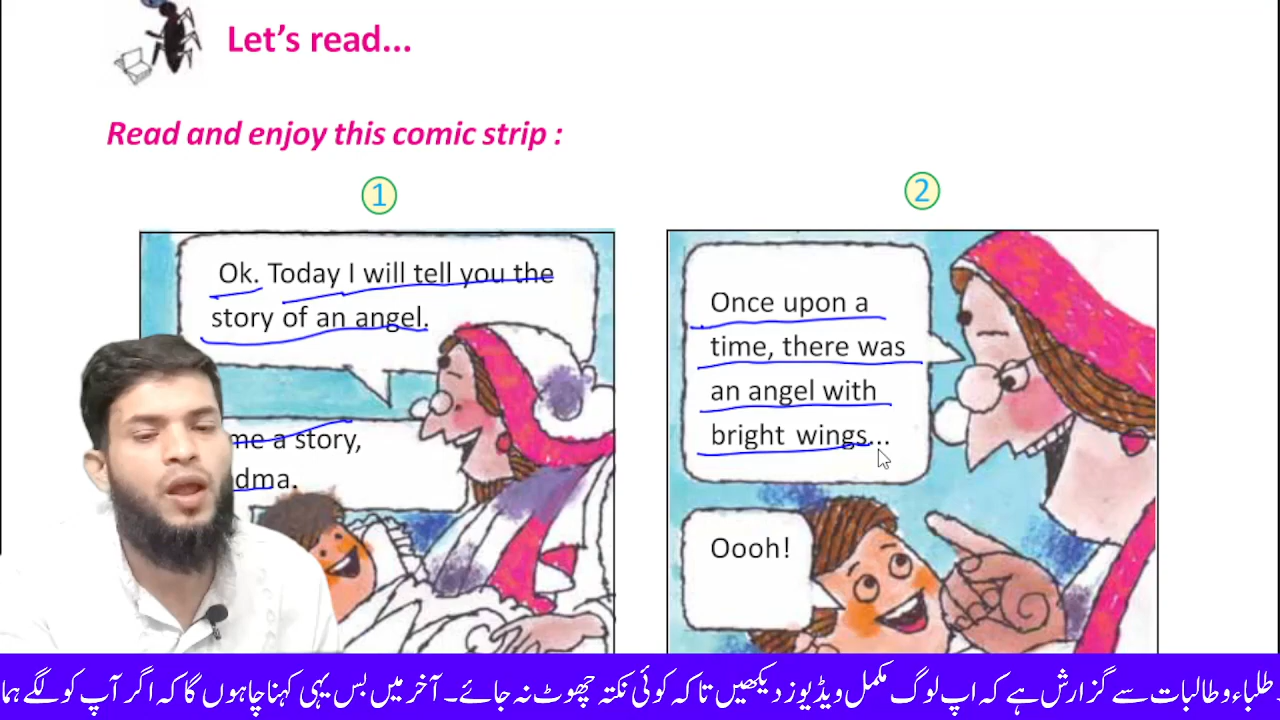 Let's read...
Read and enjoy this comic strip :
1
Ok. Today I will tell you the
story of an angel.
me a story,
dma.
2
Once upon a
time, there was
an angel with
bright wings...
Oooh!
طلباء و طالبات سے گزارش ہے کہ اپ لوگ مکمل ویڈیوز دیکھیں تاکہ کوئی نکتہ چھوٹ نہ جائے۔ آخر میں بس یہی کہنا چاہوں گا کہ اگر آپ کو لگے ہما